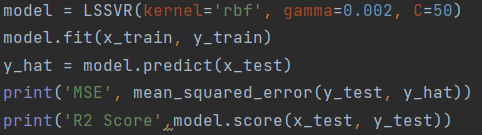 model = LSSVR(kernel='rbf', gamma=0.002, C=50)
model.fit(x_train, y_train)
y_hat = model.predict(x_test)
print('MSE', mean_squared_error(y_test, y_hat))
print('R2 Score',model.score(x_test, y_test))